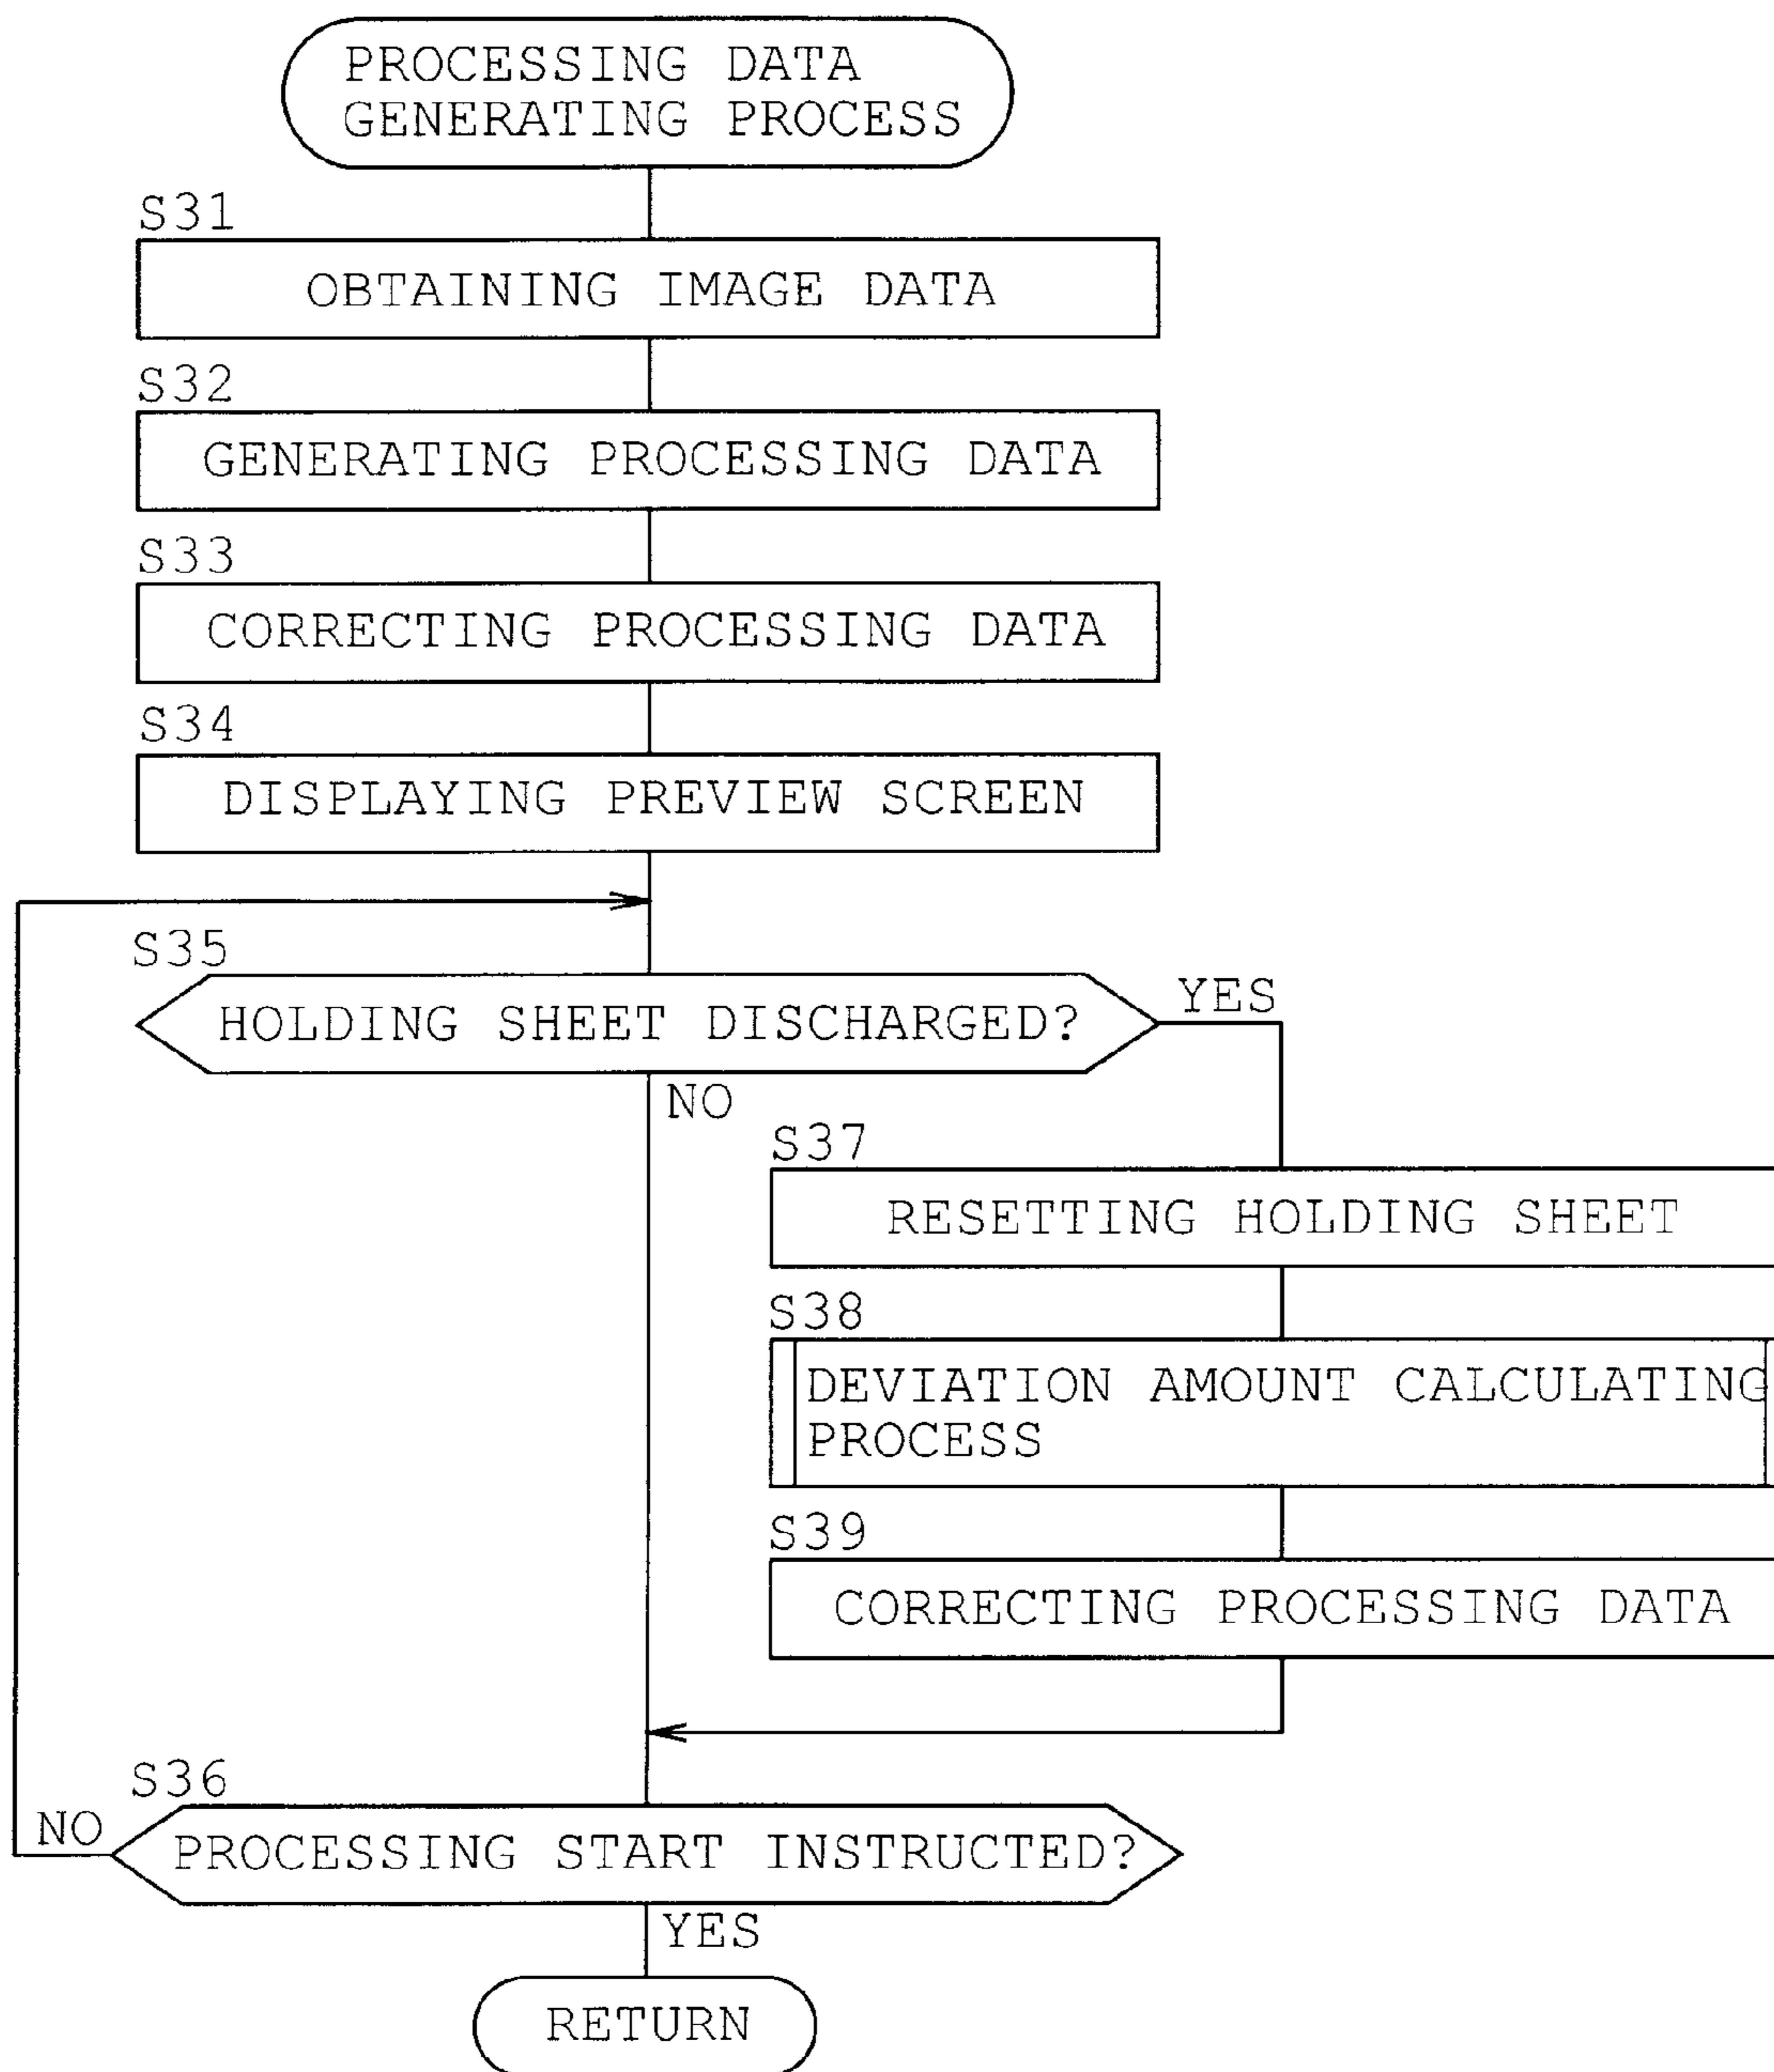 PROCESSING DATA
GENERATING PROCESS
S31
OBTAINING IMAGE DATA
S32
GENERATING PROCESSING DATA
S33
CORRECTING PROCESSING DATA
S34
DISPLAYING PREVIEW SCREEN
S35
HOLDING SHEET DISCHARGED?
YES
NO
S37
RESETTING HOLDING SHEET
S38
DEVIATION AMOUNT CALCULATING
PROCESS
S39
CORRECTING PROCESSING DATA
S36
NO
PROCESSING START INSTRUCTED?
YES
RETURN